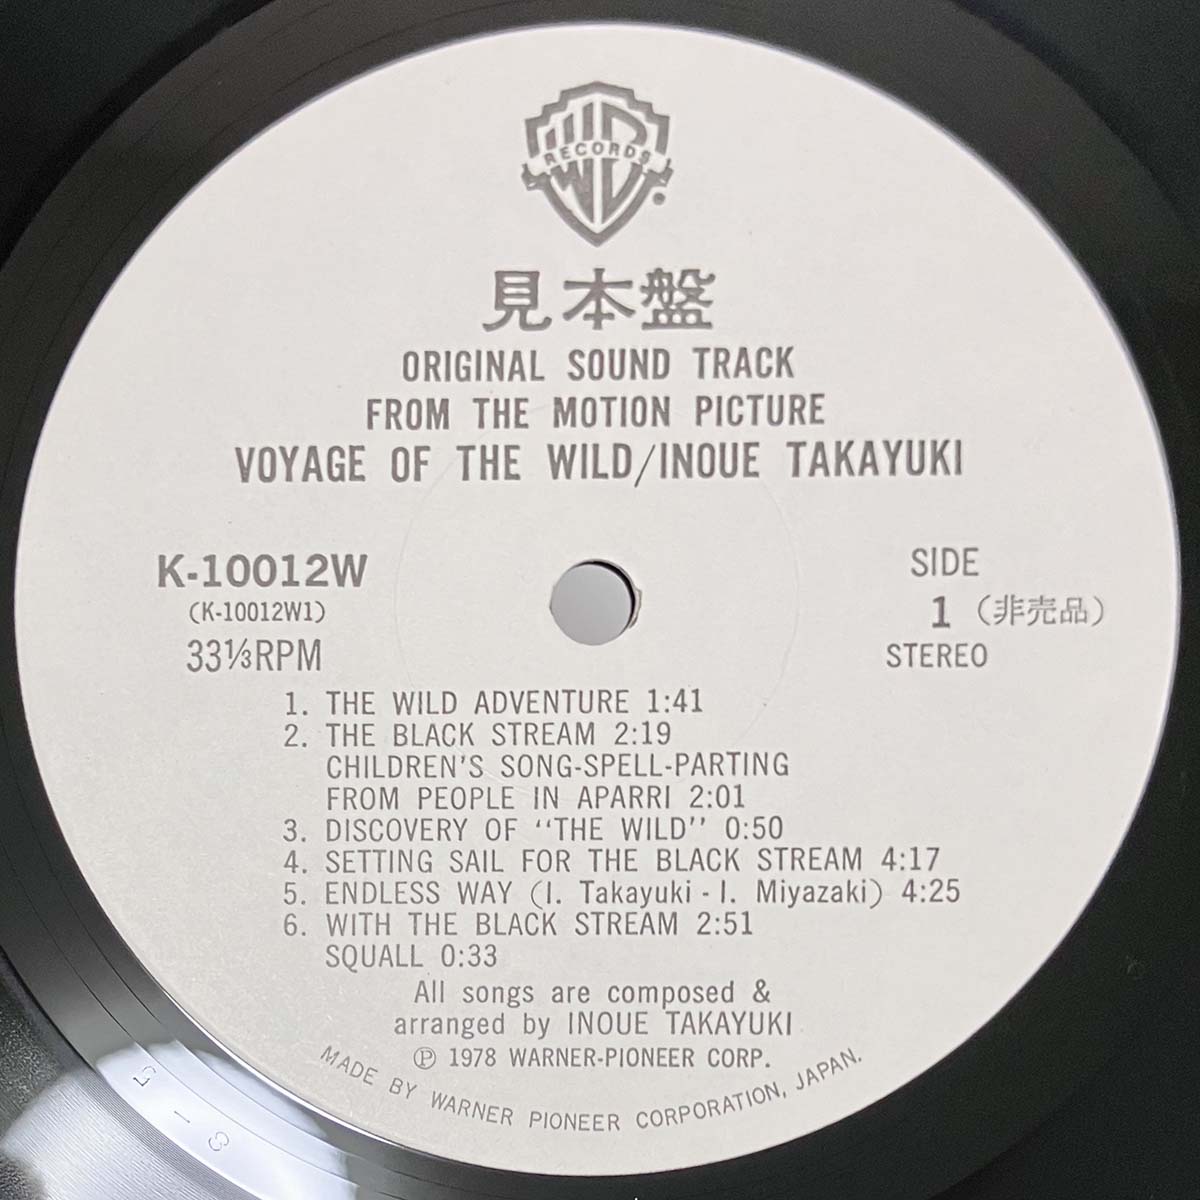 WB RECORDS
見本盤
ORIGINAL SOUND TRACK
FROM THE MOTION PICTURE
VOYAGE OF THE WILD/INOUE TAKAYUKI
K-10012W
(K-10012W1)
33⅓RPM
SIDE
1 (非売品)
STEREO
1. THE WILD ADVENTURE 1:41
2. THE BLACK STREAM 2:19
CHILDREN'S SONG-SPELL-PARTING
FROM PEOPLE IN APARRI 2:01
3. DISCOVERY OF "THE WILD" 0:50
4. SETTING SAIL FOR THE BLACK STREAM 4:17
5. ENDLESS WAY (I. Takayuki - I. Miyazaki) 4:25
6. WITH THE BLACK STREAM 2:51
SQUALL 0:33
All songs are composed &
arranged by INOUE TAKAYUKI
Ⓟ 1978 WARNER-PIONEER CORP.
MADE BY WARNER PIONEER CORPORATION, JAPAN.